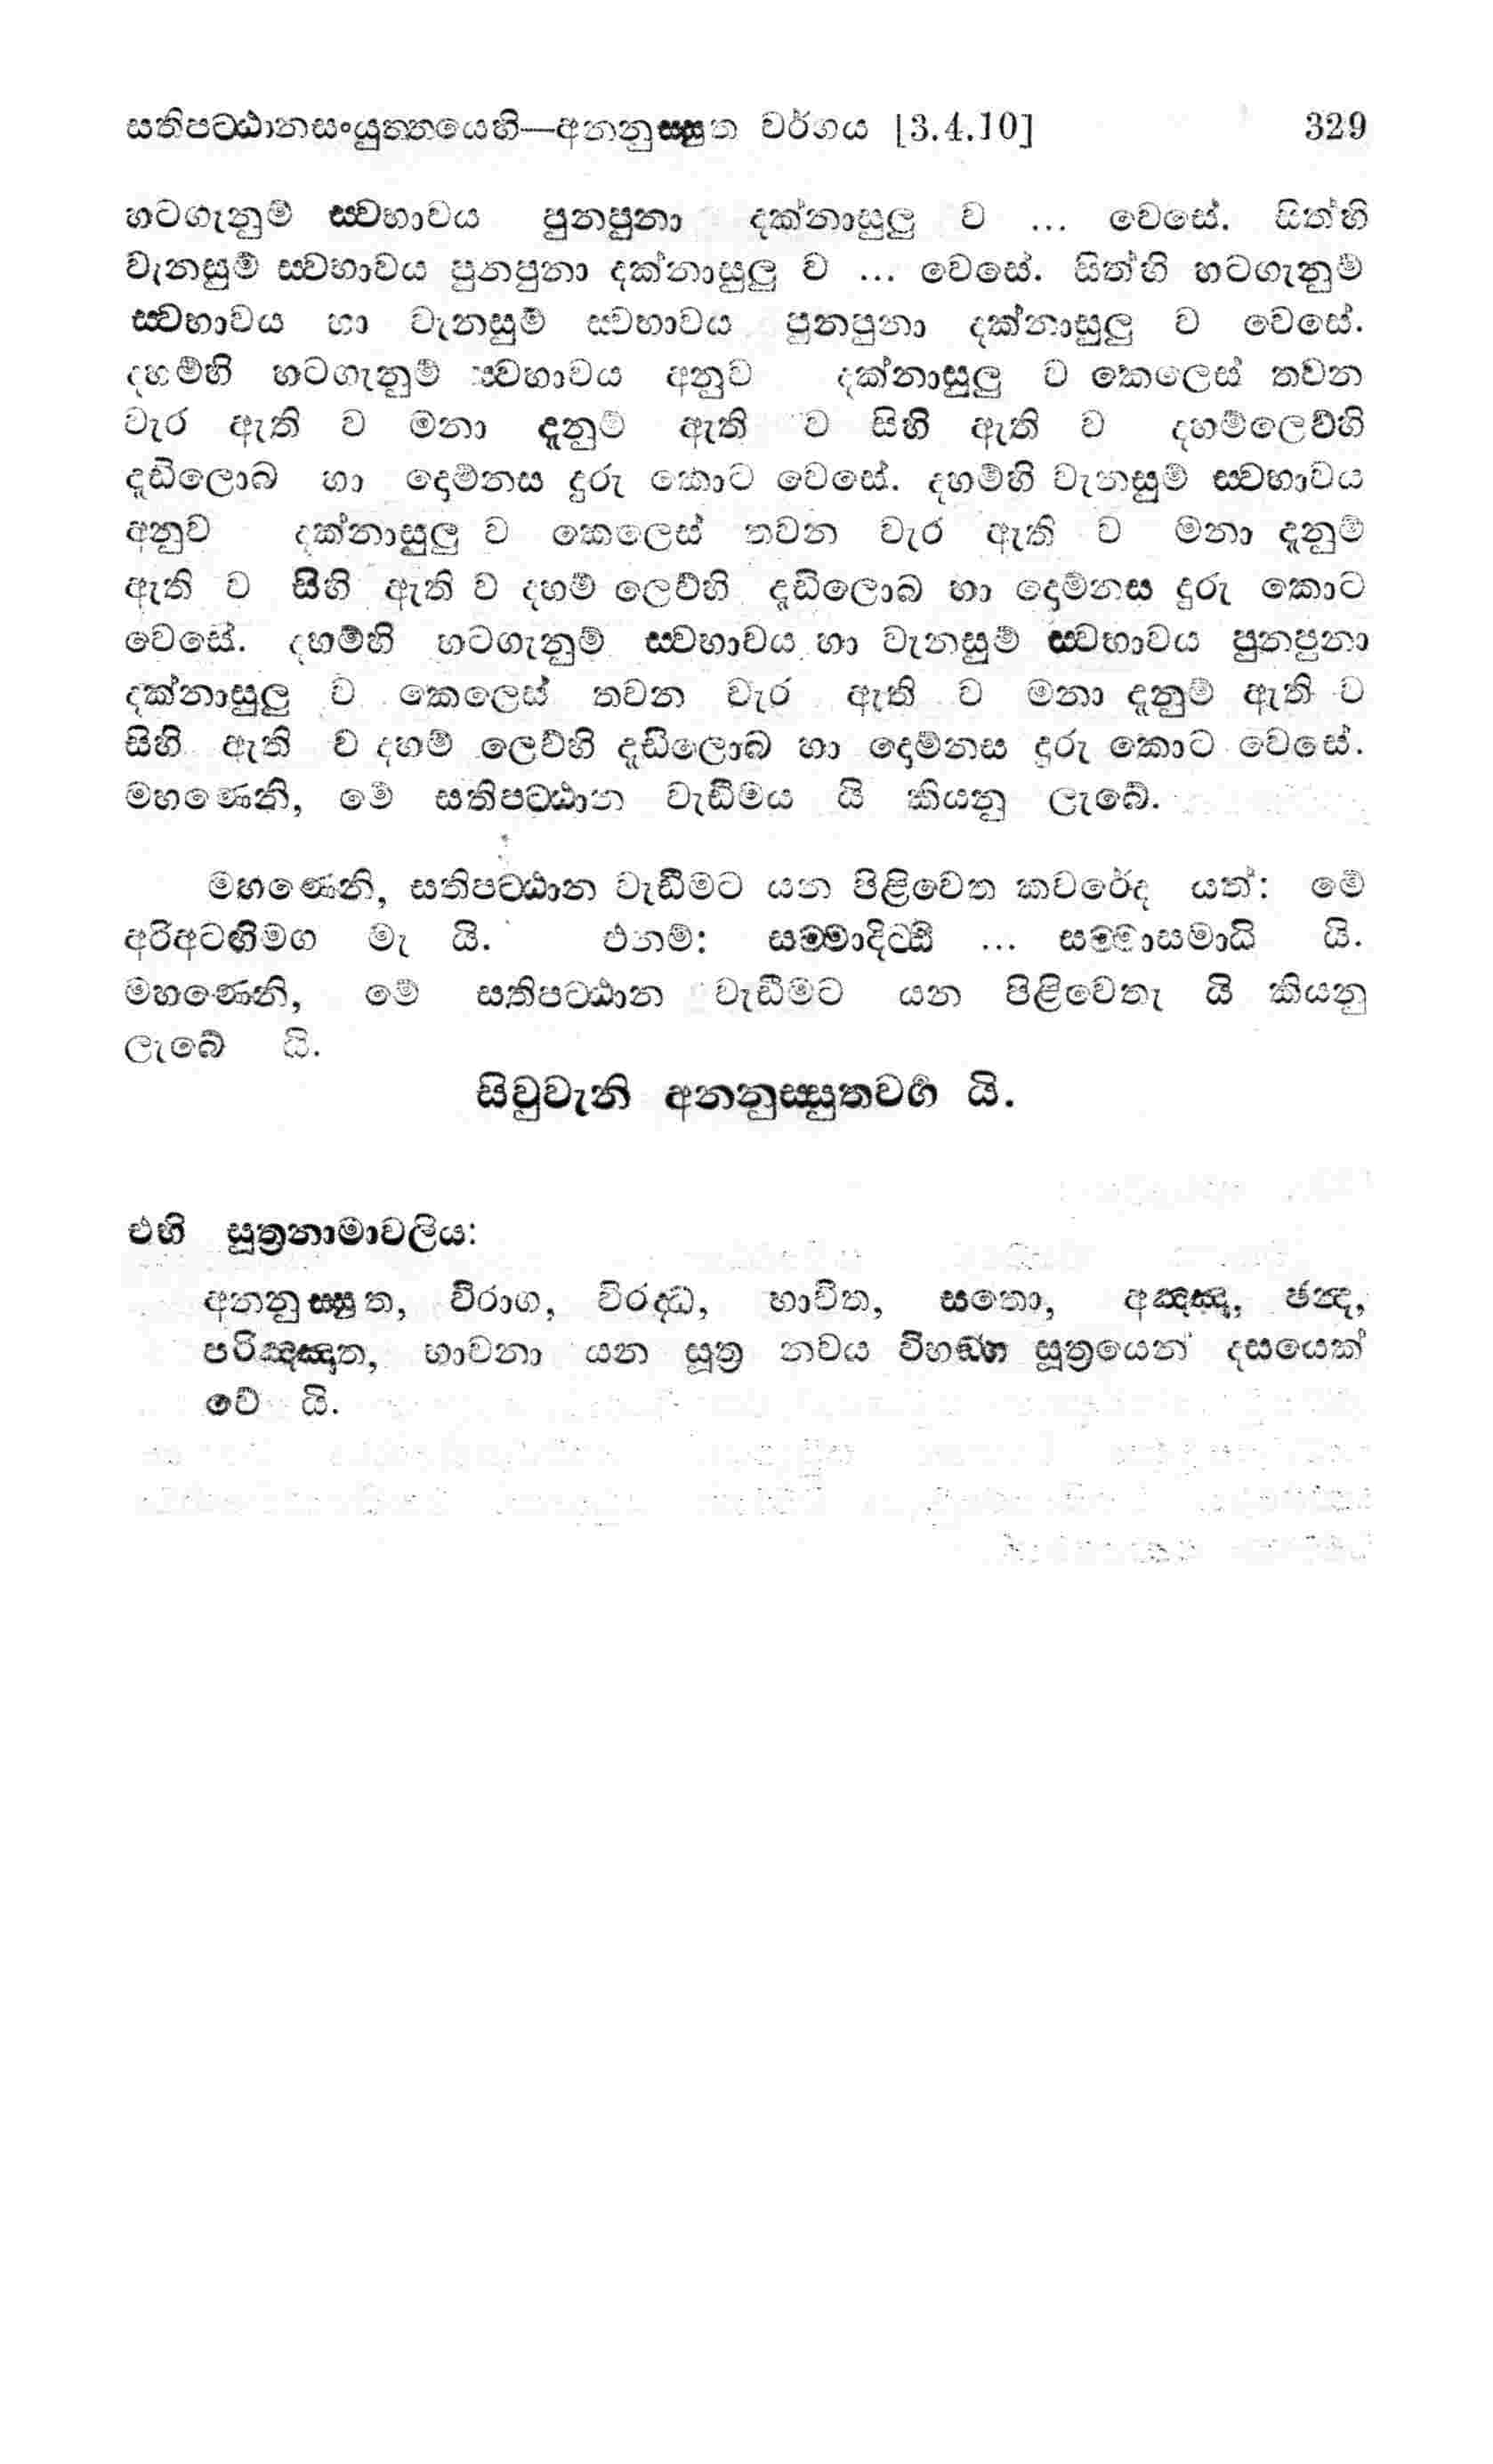 සතිපට්ඨානසංයුත්තයෙහි—අනනුස්සුත වර්ගය [3.4.10] 329
හටගැනුම් ස්වභාවය පුනපුනා දක්නාසුලු ව ... වෙසේ. සිත්හි
වැනසුම් ස්වභාවය පුනපුනා දක්නාසුලු ව ... වෙසේ. සිත්හි හටගැනුම්
ස්වභාවය හා වැනසුම් ස්වභාවය පුනපුනා දක්නාසුලු ව වෙසේ.
දහම්හි හටගැනුම් ස්වභාවය අනුව දක්නාසුලු ව කෙලෙස් තවන
වැර ඇති ව මනා දැනුම් ඇති ව සිහි ඇති ව දහම්ලෙව්හි
දැඩිලොබ හා දොම්නස දුරු කොට වෙසේ. දහම්හි වැනසුම් ස්වභාවය
අනුව දක්නාසුලු ව කෙලෙස් තවන වැර ඇති ව මනා දැනුම්
ඇති ව සිහි ඇති ව දහම් ලෙව්හි දැඩිලොබ හා දොම්නස දුරු කොට
වෙසේ. දහම්හි හටගැනුම් ස්වභාවය හා වැනසුම් ස්වභාවය පුනපුනා
දක්නාසුලු ව කෙලෙස් තවන වැර ඇති ව මනා දැනුම් ඇති ව
සිහි ඇති ව දහම් ලෙව්හි දැඩිලොබ හා දොම්නස දුරු කොට වෙසේ.
මහණෙනි, මේ සතිපට්ඨාන වැඩීමය යි කියනු ලැබේ.
මහණෙනි, සතිපට්ඨාන වැඩීමට යන පිළිවෙත කවරේද යත්: මේ
අරිඅටඟිමග මැ යි. එනම්: සම්මාදිට්ඨි ... සම්මාසමාධි යි.
මහණෙනි, මේ සතිපට්ඨාන වැඩීමට යන පිළිවෙතැ යි කියනු
ලැබේ යි.
සිවුවැනි අනනුස්සුතවර්ග යි.
එහි සූත්‍රනාමාවලිය:
අනනුස්සුත, විරාග, විරද්ධ, භාවිත, සතො, අඤ්ඤා, ඡන්ද,
පරිඤ්ඤාත, භාවනා යන සූත්‍ර නවය විභඞ්ග සූත්‍රයෙන් දසයෙක්
වේ යි.